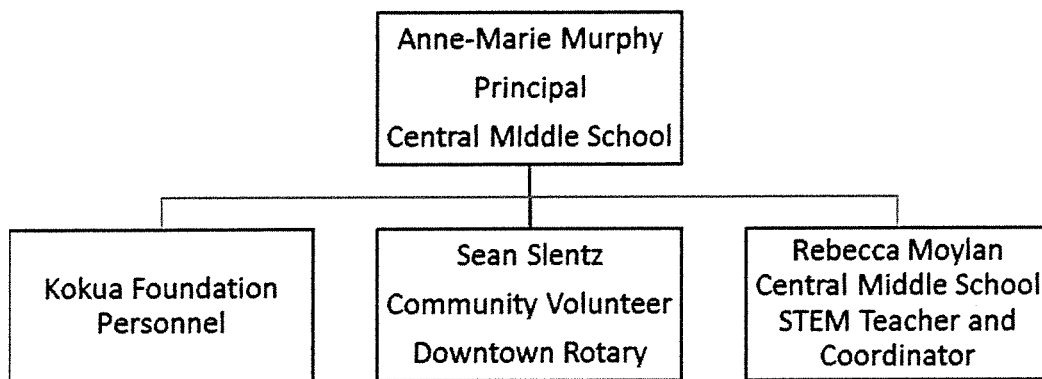 Anne-Marie Murphy
Principal
Central Middle School
Kokua Foundation
Personnel
Sean Slentz
Community Volunteer
Downtown Rotary
Rebecca Moylan
Central Middle School
STEM Teacher and
Coordinator